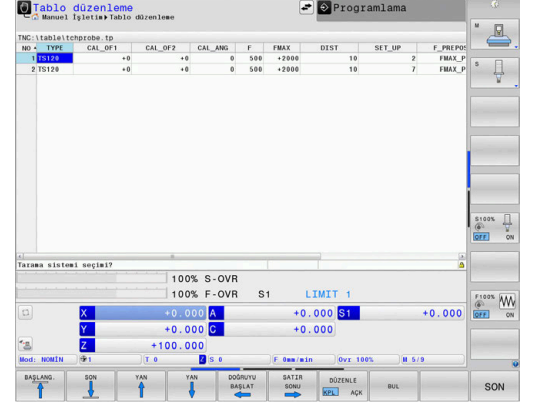 Tablo düzenleme
Manuel İşletim Tablo düzenleme
Programlama
TNC:\table\tchprobe.tp
NO TYPE CAL_OF1 CAL_OF2 CAL_ANG F FMAX DIST SET_UP F_PREPOS
1 TS120 +0 +0 0 500 +2000 10 2 FMAX_P
2 TS120 +0 +0 0 500 +2000 10 7 FMAX_P
Tarama sistemi seçimi?
100% S-OVR
100% F-OVR S1 LIMIT 1
X +0.000 A +0.000 S1 +0.000
Y +0.000 C +0.000
Z +100.000
Mod: NOMİN 1 T 0 Z S 0 F 0mm/min Ovr 100% M 5/9
M
S
S100%
OFF ON
F100%
OFF ON
BAŞLANG. SON YAN YAN DOĞRUYU BAŞLAT SATIR SONU DÜZENLE KPL AÇK BUL SON